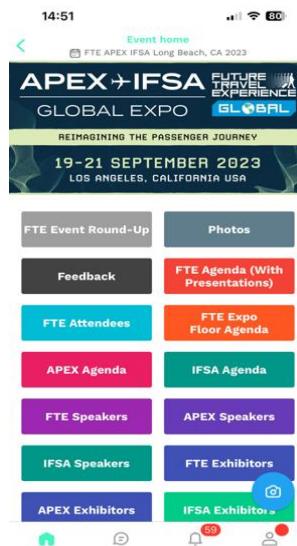 14:51
80
Event home
FTE APEX IFSA Long Beach, CA 2023
APEX IFSA
GLOBAL EXPO
FUTURE
TRAVEL
EXPERIENCE
GLOBAL
REIMAGINING THE PASSENGER JOURNEY
19-21 SEPTEMBER 2023
LOS ANGELES, CALIFORNIA USA
FTE Event Round-Up
Photos
Feedback
FTE Agenda (With
Presentations)
FTE Attendees
FTE Expo
Floor Agenda
APEX Agenda
IFSA Agenda
FTE Speakers
APEX Speakers
IFSA Speakers
FTE Exhibitors
APEX Exhibitors
IFSA Exhibitors
59